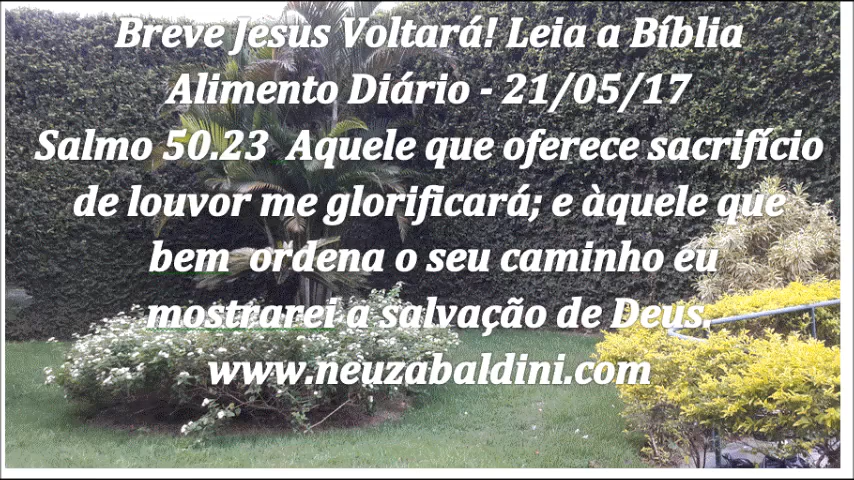 Breve Jesus Voltará! Leia a Bíblia
Alimento Diário - 21/05/17
Salmo 50.23 Aquele que oferece sacrifício
de louvor me glorificará; e àquele que
bem ordena o seu caminho eu
mostrarei a salvação de Deus.
www.neuzabaldini.com